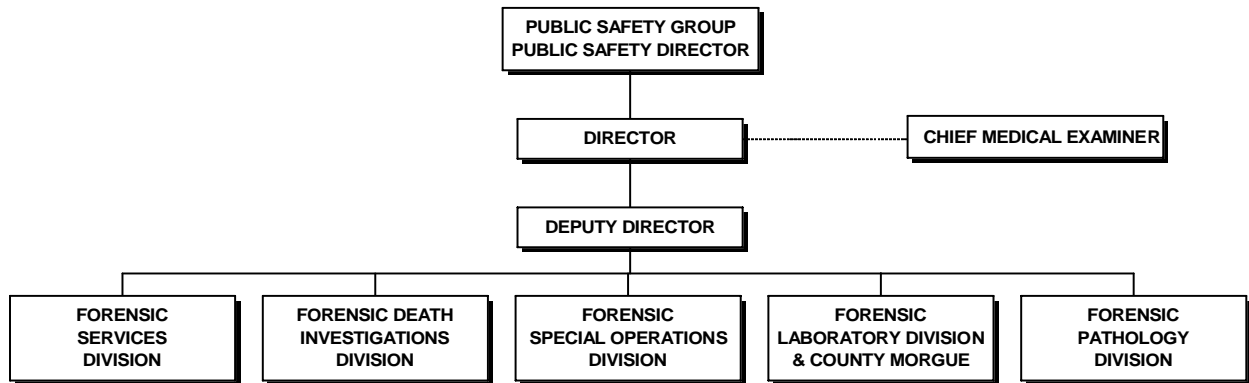 PUBLIC SAFETY GROUP
PUBLIC SAFETY DIRECTOR
DIRECTOR
CHIEF MEDICAL EXAMINER
DEPUTY DIRECTOR
FORENSIC
SERVICES
DIVISION
FORENSIC DEATH
INVESTIGATIONS
DIVISION
FORENSIC
SPECIAL OPERATIONS
DIVISION
FORENSIC
LABORATORY DIVISION
& COUNTY MORGUE
FORENSIC
PATHOLOGY
DIVISION